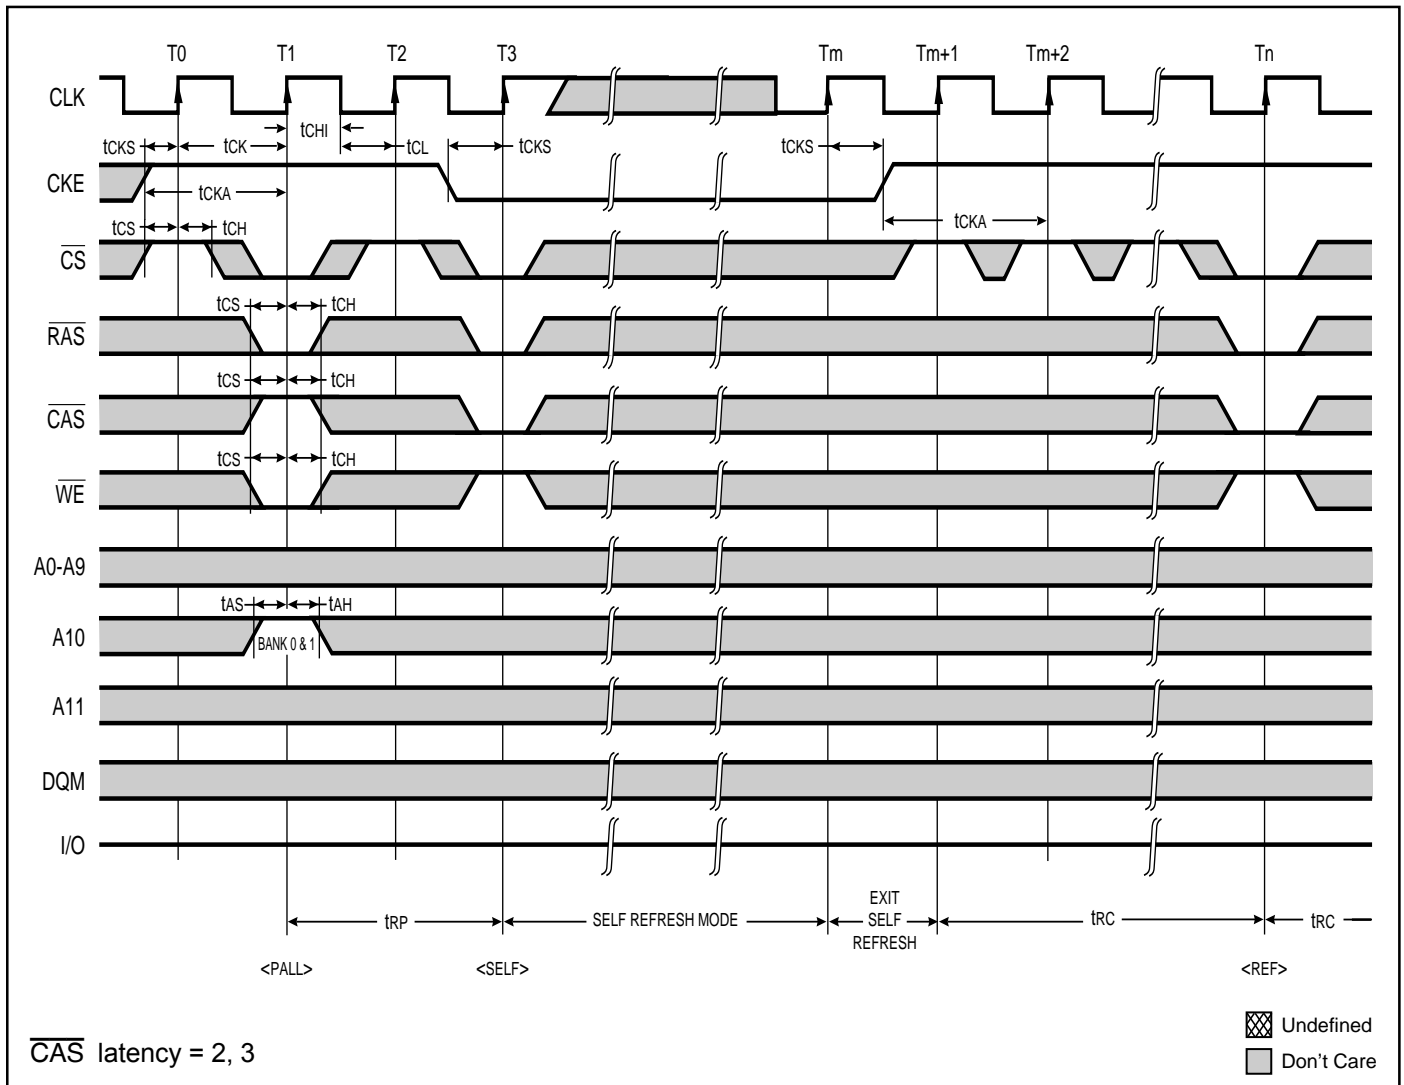 T0 T1 T2 T3 Tm Tm+1 Tm+2 Tn
CLK
tCHI
tCKS tCK tCL tCKS tCKS
CKE
tCKA
tCKA
tCS tCH
CS
tCS tCH
RAS
tCS tCH
CAS
tCS tCH
WE
A0-A9
tAS tAH
A10
BANK 0 & 1
A11
DQM
I/O
tRP
SELF REFRESH MODE
EXIT
SELF
REFRESH
tRC
tRC
<PALL> <SELF> <REF>
Undefined
Don't Care
CAS latency = 2, 3